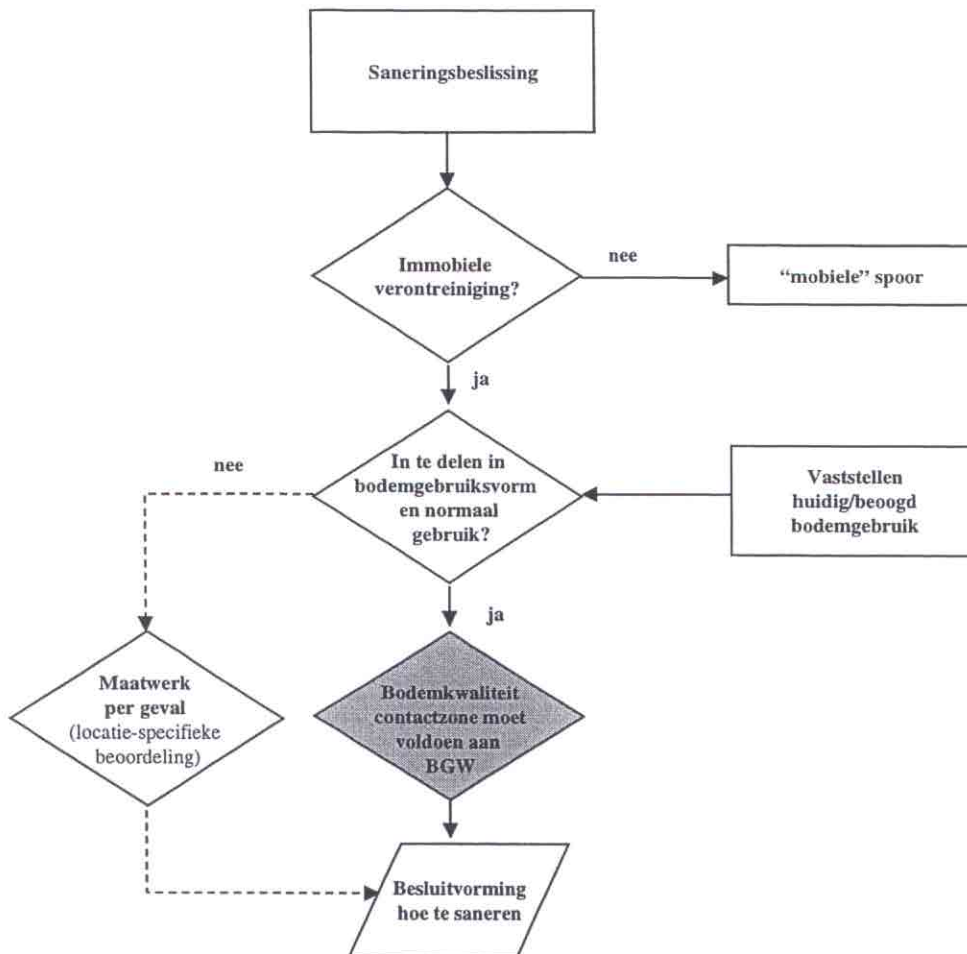 Saneringsbeslissing
Immobiele
verontreiniging?
nee
“mobiele” spoor
ja
In te delen in
bodemgebruiksvorm
en normaal
gebruik?
nee
Vaststellen
huidig/beoogd
bodemgebruik
ja
Maatwerk
per geval
(locatie-specifieke
beoordeling)
Bodemkwaliteit
contactzone moet
voldoen aan
BGW
Besluitvorming
hoe te saneren